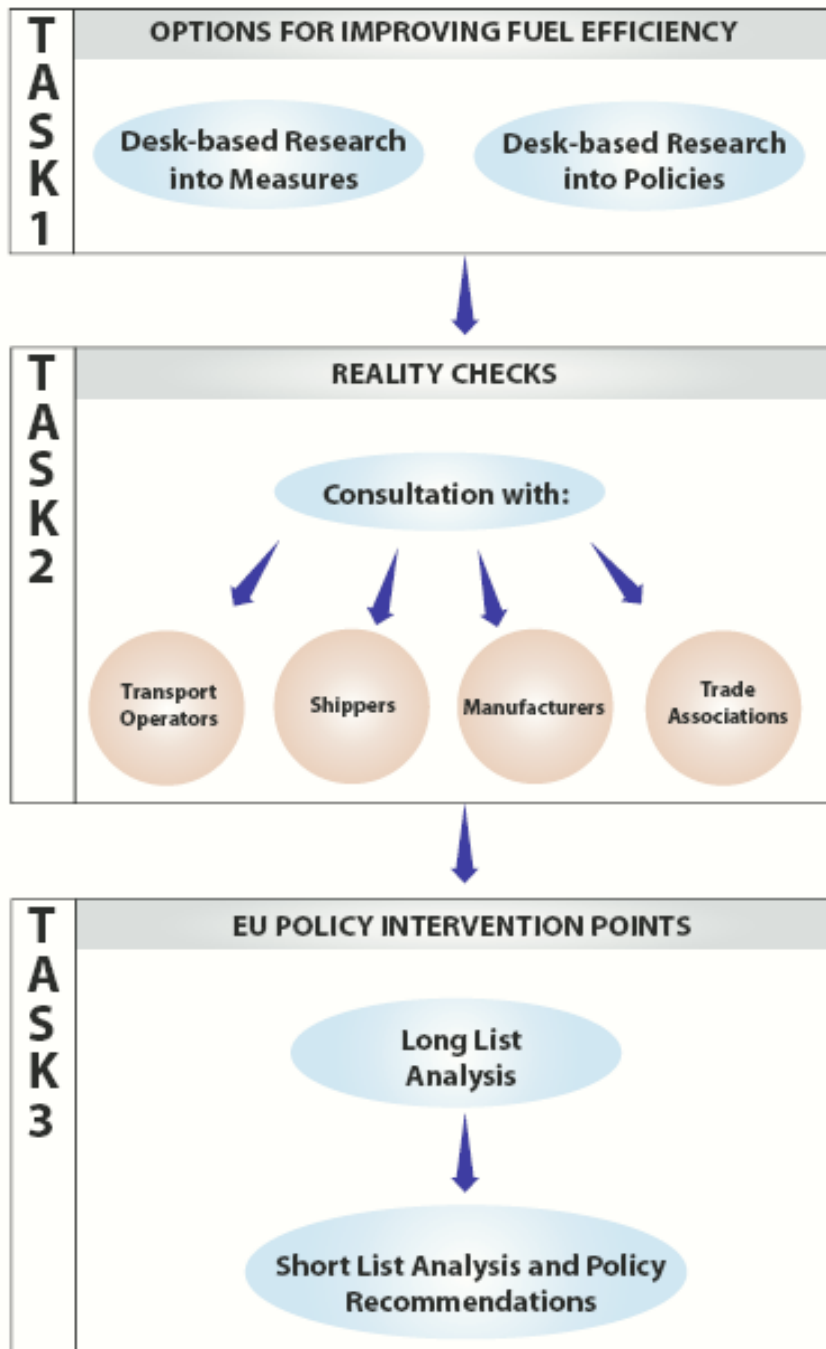 TASK 1
OPTIONS FOR IMPROVING FUEL EFFICIENCY
Desk-based Research
into Measures
Desk-based Research
into Policies
TASK 2
REALITY CHECKS
Consultation with:
Transport
Operators
Shippers
Manufacturers
Trade
Associations
TASK 3
EU POLICY INTERVENTION POINTS
Long List
Analysis
Short List Analysis and Policy
Recommendations